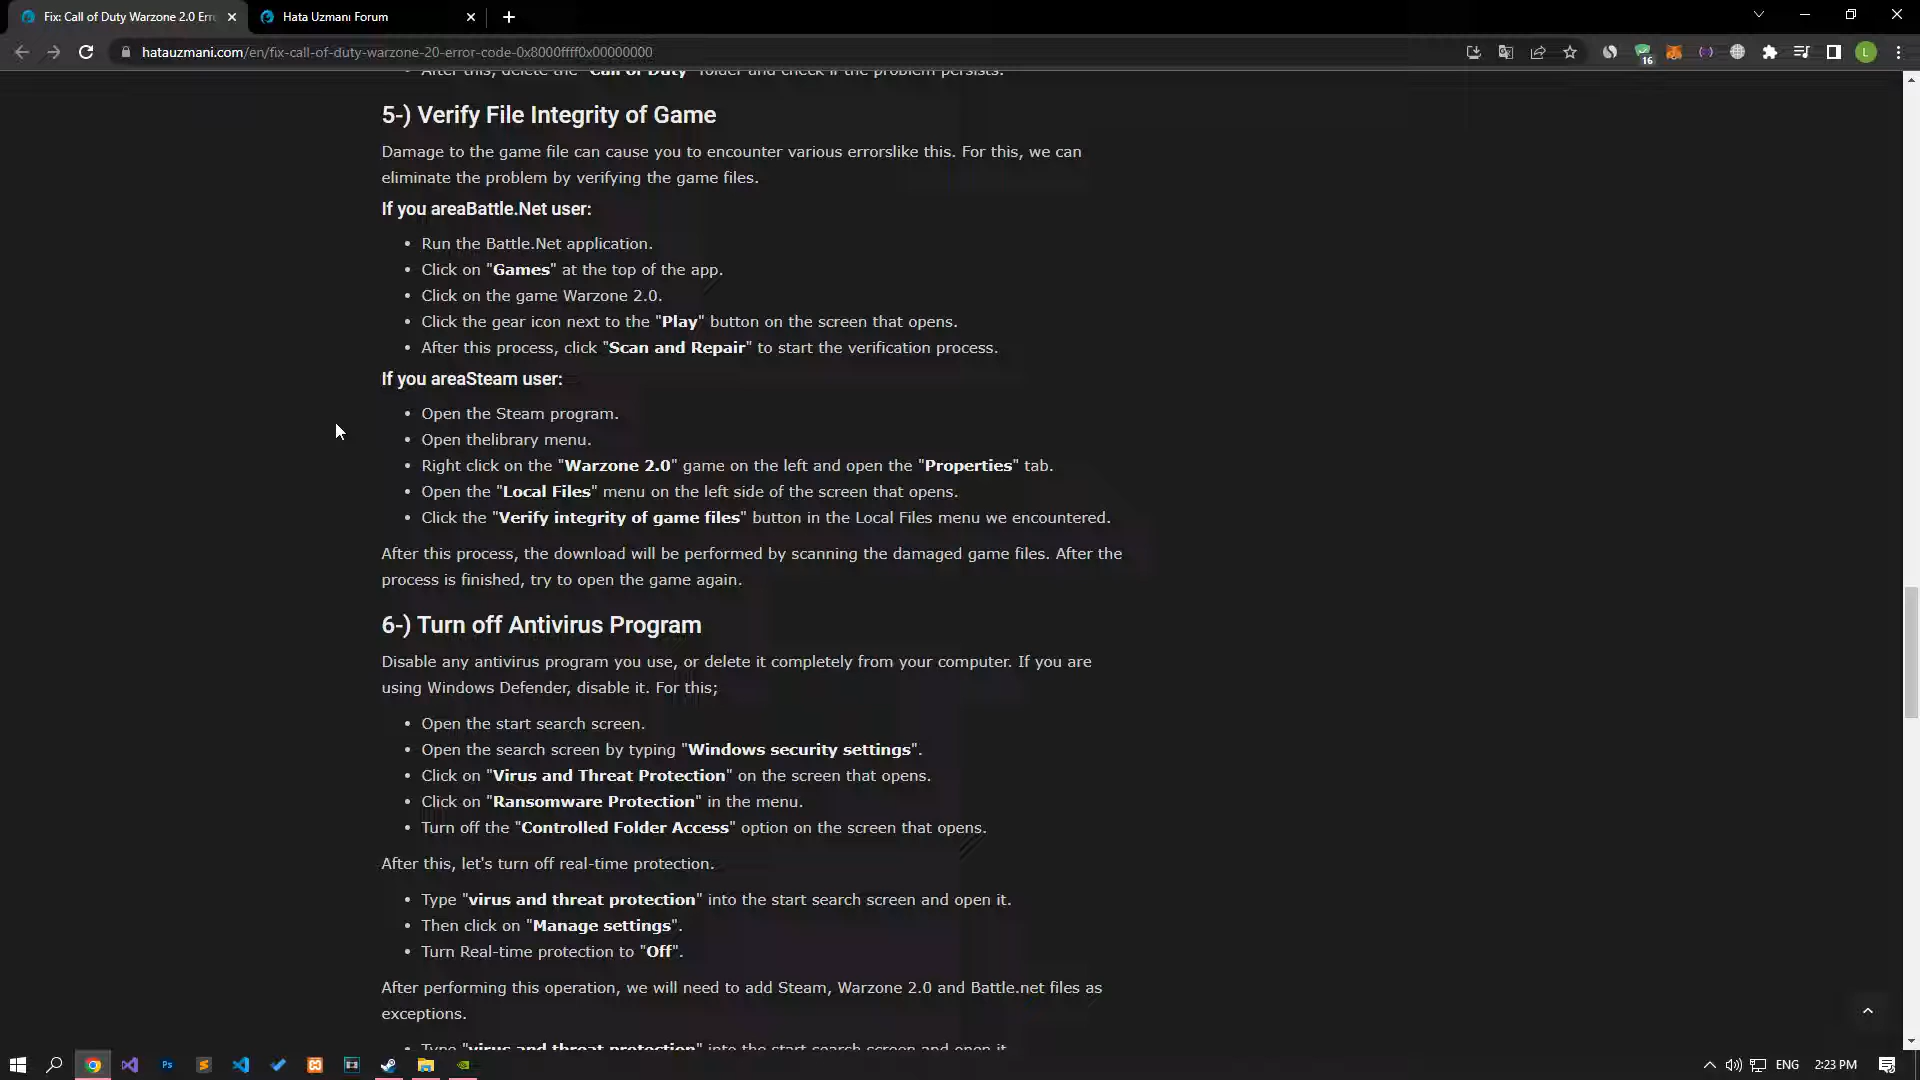 Fix: Call of Duty Warzone 2.0 Err
Hata Uzmanı Forum
hatauzmani.com/en/fix-call-of-duty-warzone-20-error-code-0x8000ffff0x00000000
16
L
After this, delete the "Call of Duty" folder and check if the problem persists.
5-) Verify File Integrity of Game
Damage to the game file can cause you to encounter various errorslike this. For this, we can
eliminate the problem by verifying the game files.
If you areaBattle.Net user:
• Run the Battle.Net application.
• Click on "Games" at the top of the app.
• Click on the game Warzone 2.0.
• Click the gear icon next to the "Play" button on the screen that opens.
• After this process, click "Scan and Repair" to start the verification process.
If you areaSteam user:
• Open the Steam program.
• Open thelibrary menu.
• Right click on the "Warzone 2.0" game on the left and open the "Properties" tab.
• Open the "Local Files" menu on the left side of the screen that opens.
• Click the "Verify integrity of game files" button in the Local Files menu we encountered.
After this process, the download will be performed by scanning the damaged game files. After the
process is finished, try to open the game again.
6-) Turn off Antivirus Program
Disable any antivirus program you use, or delete it completely from your computer. If you are
using Windows Defender, disable it. For this;
• Open the start search screen.
• Open the search screen by typing "Windows security settings".
• Click on "Virus and Threat Protection" on the screen that opens.
• Click on "Ransomware Protection" in the menu.
• Turn off the "Controlled Folder Access" option on the screen that opens.
After this, let's turn off real-time protection.
• Type "virus and threat protection" into the start search screen and open it.
• Then click on "Manage settings".
• Turn Real-time protection to "Off".
After performing this operation, we will need to add Steam, Warzone 2.0 and Battle.net files as
exceptions.
• Type "virus and threat protection" into the start search screen and open it.
Ps
ENG
2:23 PM